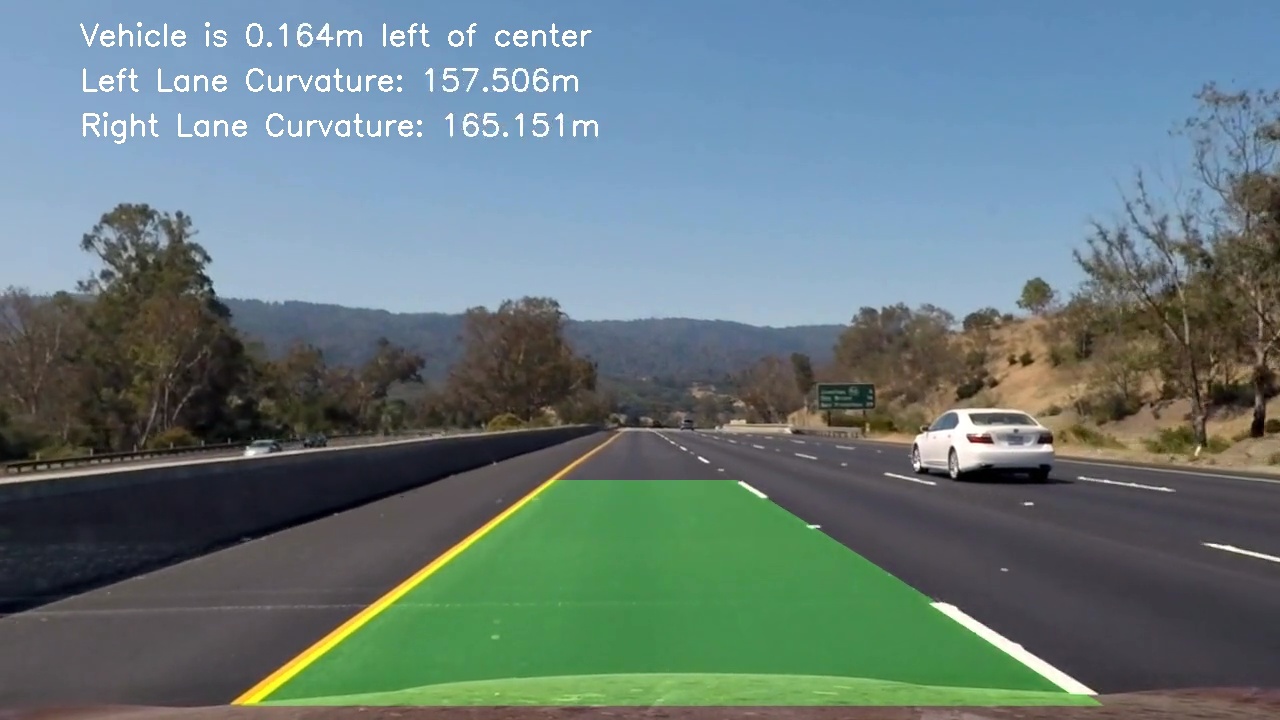 Vehicle is 0.164m left of center
Left Lane Curvature: 157.506m
Right Lane Curvature: 165.151m